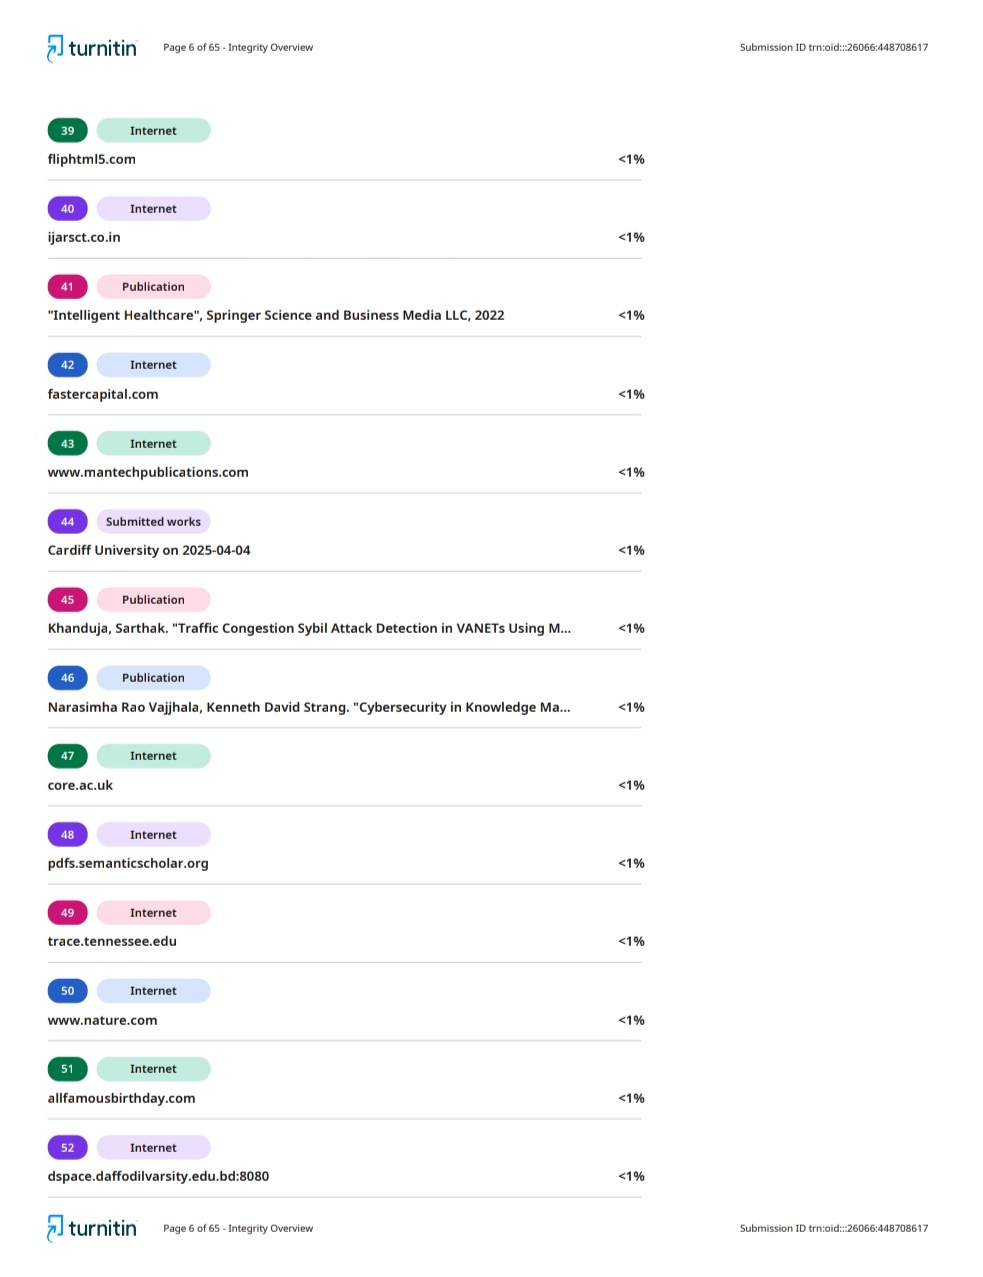 turnitin Page 6 of 65 - Integrity Overview Submission ID trn:oid:::26066:448708617
39 Internet
fliphtml5.com <1%
40 Internet
ijarsct.co.in <1%
41 Publication
"Intelligent Healthcare", Springer Science and Business Media LLC, 2022 <1%
42 Internet
fastercapital.com <1%
43 Internet
www.mantechpublications.com <1%
44 Submitted works
Cardiff University on 2025-04-04 <1%
45 Publication
Khanduja, Sarthak. "Traffic Congestion Sybil Attack Detection in VANETs Using M... <1%
46 Publication
Narasimha Rao Vajjhala, Kenneth David Strang. "Cybersecurity in Knowledge Ma... <1%
47 Internet
core.ac.uk <1%
48 Internet
pdfs.semanticscholar.org <1%
49 Internet
trace.tennessee.edu <1%
50 Internet
www.nature.com <1%
51 Internet
allfamousbirthday.com <1%
52 Internet
dspace.daffodilvarsity.edu.bd:8080 <1%
turnitin Page 6 of 65 - Integrity Overview Submission ID trn:oid:::26066:448708617